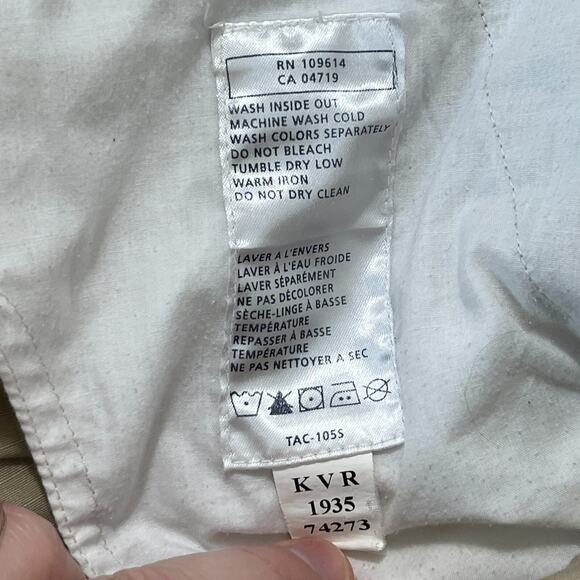 RN 109614
CA 04719
WASH INSIDE OUT
MACHINE WASH COLD
WASH COLORS SEPARATELY
DO NOT BLEACH
TUMBLE DRY LOW
WARM IRON
DO NOT DRY CLEAN
LAVER A L'ENVERS
LAVER À L'EAU FROIDE
LAVER SÉPARÉMENT
NE PAS DÉCOLORER
SÈCHE-LINGE À BASSE
TEMPÉRATURE
REPASSER À BASSE
TEMPÉRATURE
NE PAS NETTOYER A SEC
TAC-105S
KVR
1935
74273